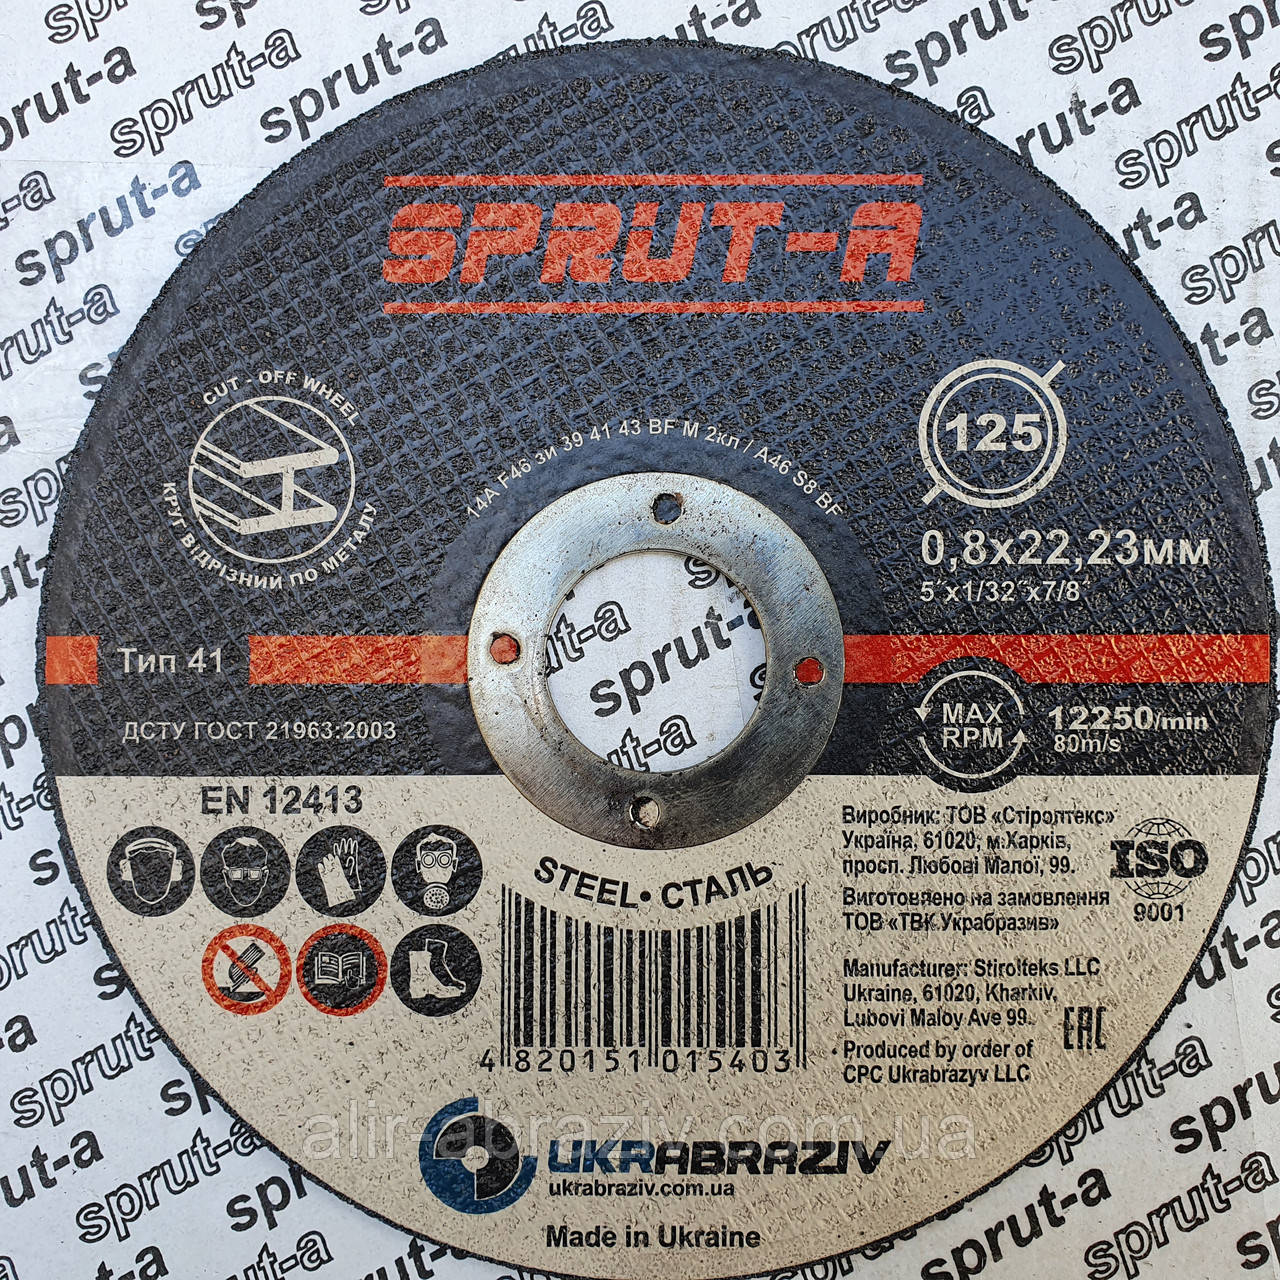 SPRUT-A
CUT - OFF WHEEL
КРУГ ВІДРІЗНИЙ ПО МЕТАЛУ
14А F46 зи 39 41 43 BF М 2кл / A46 S8 BF
125
0,8x22,23мм
5˝x1/32˝x7/8˝
Тип 41
ДСТУ ГОСТ 21963:2003
MAX
RPM
12250/min
80m/s
EN 12413
STEEL • СТАЛЬ
Виробник: ТОВ «Стіролтекс»
Україна, 61020, м.Харків,
просп. Любові Малої, 99.
Виготовлено на замовлення
ТОВ «ТВК Украбразив»
ISO
9001
Manufacturer: Stirolteks LLC
Ukraine, 61020, Kharkiv,
Lubovi Maloy Ave 99.
• Produced by order of
CPC Ukrabrazyv LLC
EAC
4 820151 015403
alir-abraziv.com.ua
UKRABRAZIV
ukrabraziv.com.ua
Made in Ukraine
sprut-a
sprut-a
sprut-a